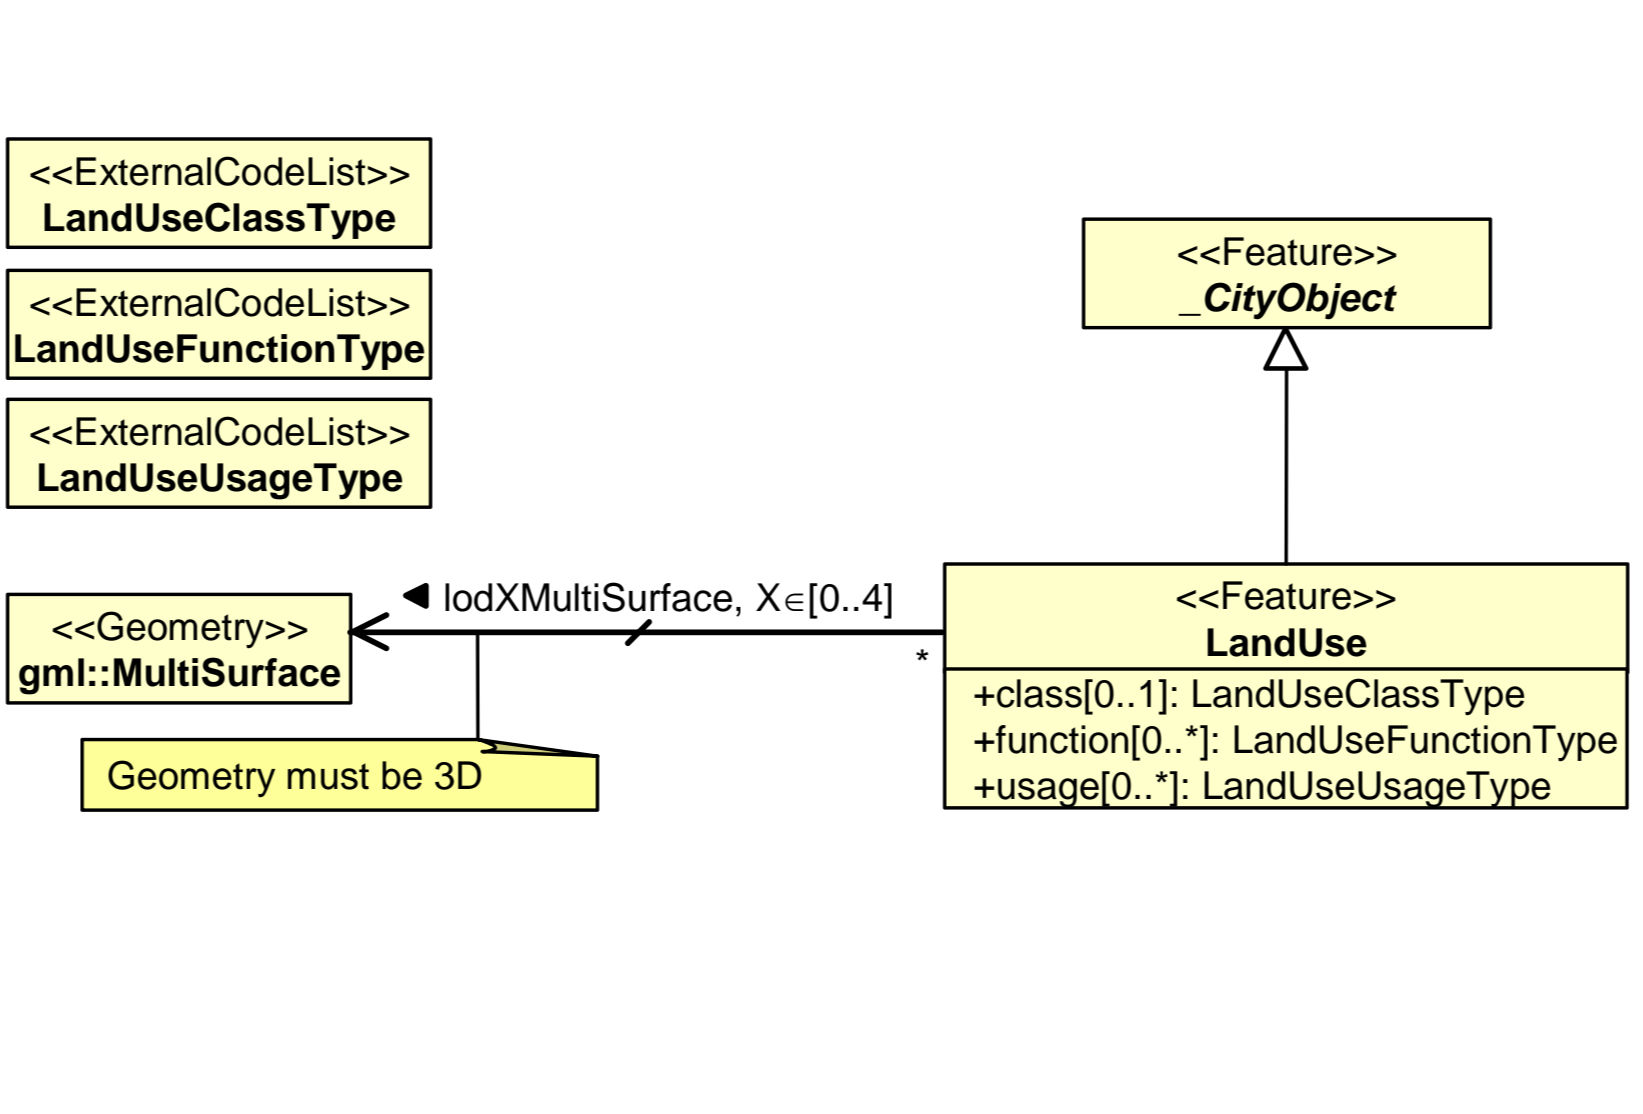 <<ExternalCodeList>>
LandUseClassType
<<ExternalCodeList>>
LandUseFunctionType
<<ExternalCodeList>>
LandUseUsageType
<<Feature>>
_CityObject
<<Geometry>>
gml::MultiSurface
◀ lodXMultiSurface, X∈[0..4]
*
Geometry must be 3D
<<Feature>>
LandUse
+class[0..1]: LandUseClassType
+function[0..*]: LandUseFunctionType
+usage[0..*]: LandUseUsageType